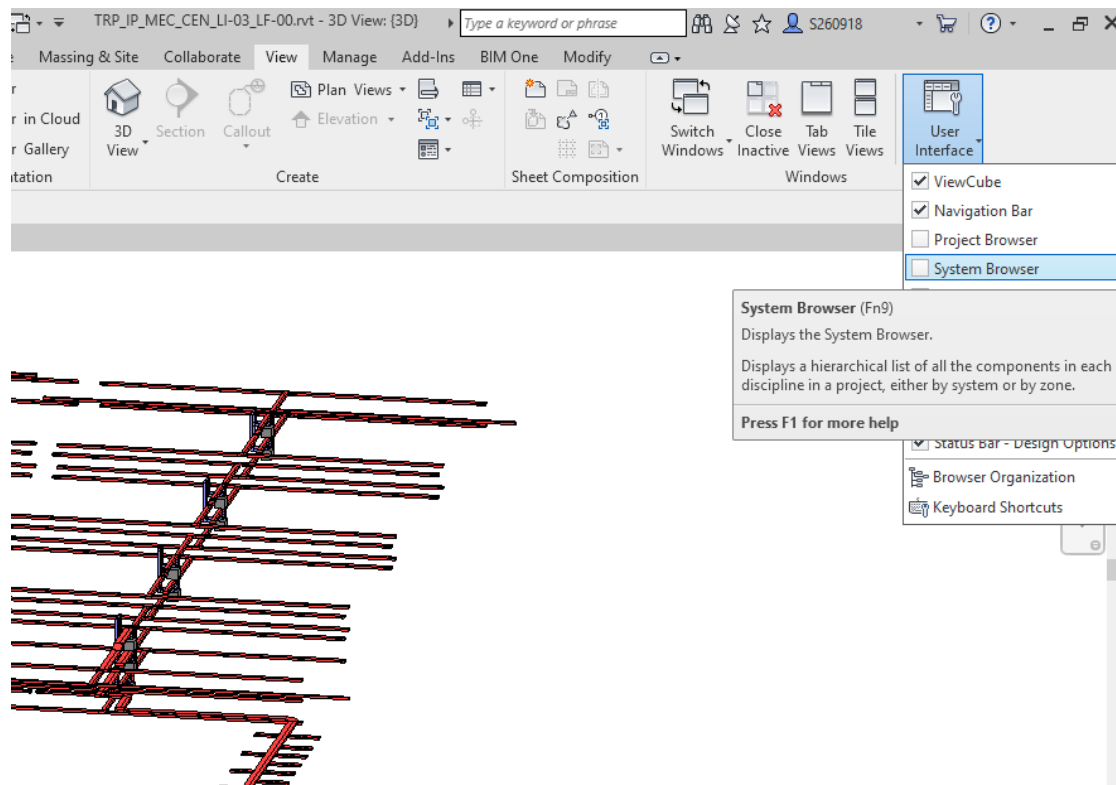 TRP_IP_MEC_CEN_LI-03_LF-00.rvt - 3D View: {3D}
Type a keyword or phrase
S260918
Massing & Site Collaborate View Manage Add-Ins BIM One Modify
r in Cloud
r Gallery
3D
View
Section
Callout
Plan Views
Elevation
Switch
Windows
Close
Inactive
Tab
Views
Tile
Views
User
Interface
tation
Create
Sheet Composition
Windows
ViewCube
Navigation Bar
Project Browser
System Browser
System Browser (Fn9)
Displays the System Browser.
Displays a hierarchical list of all the components in each
discipline in a project, either by system or by zone.
Press F1 for more help
Status Bar - Design Options
Browser Organization
Keyboard Shortcuts